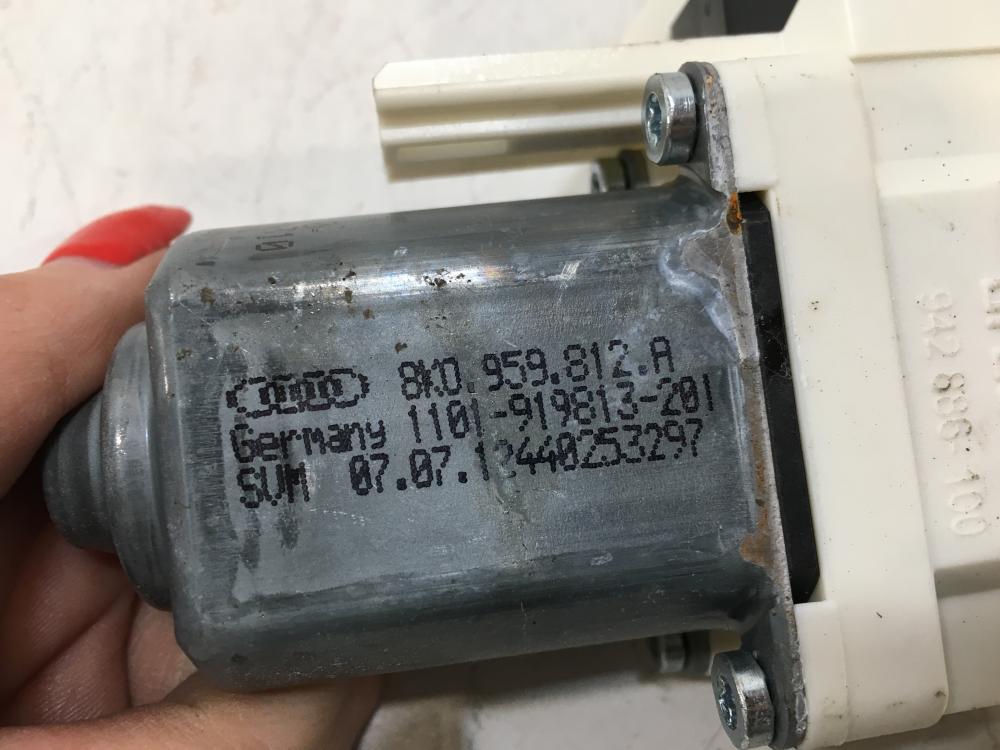 8K0.959.812.A
Germany 1101-919813-201
SVM 07.07.12440253297
942 886-100